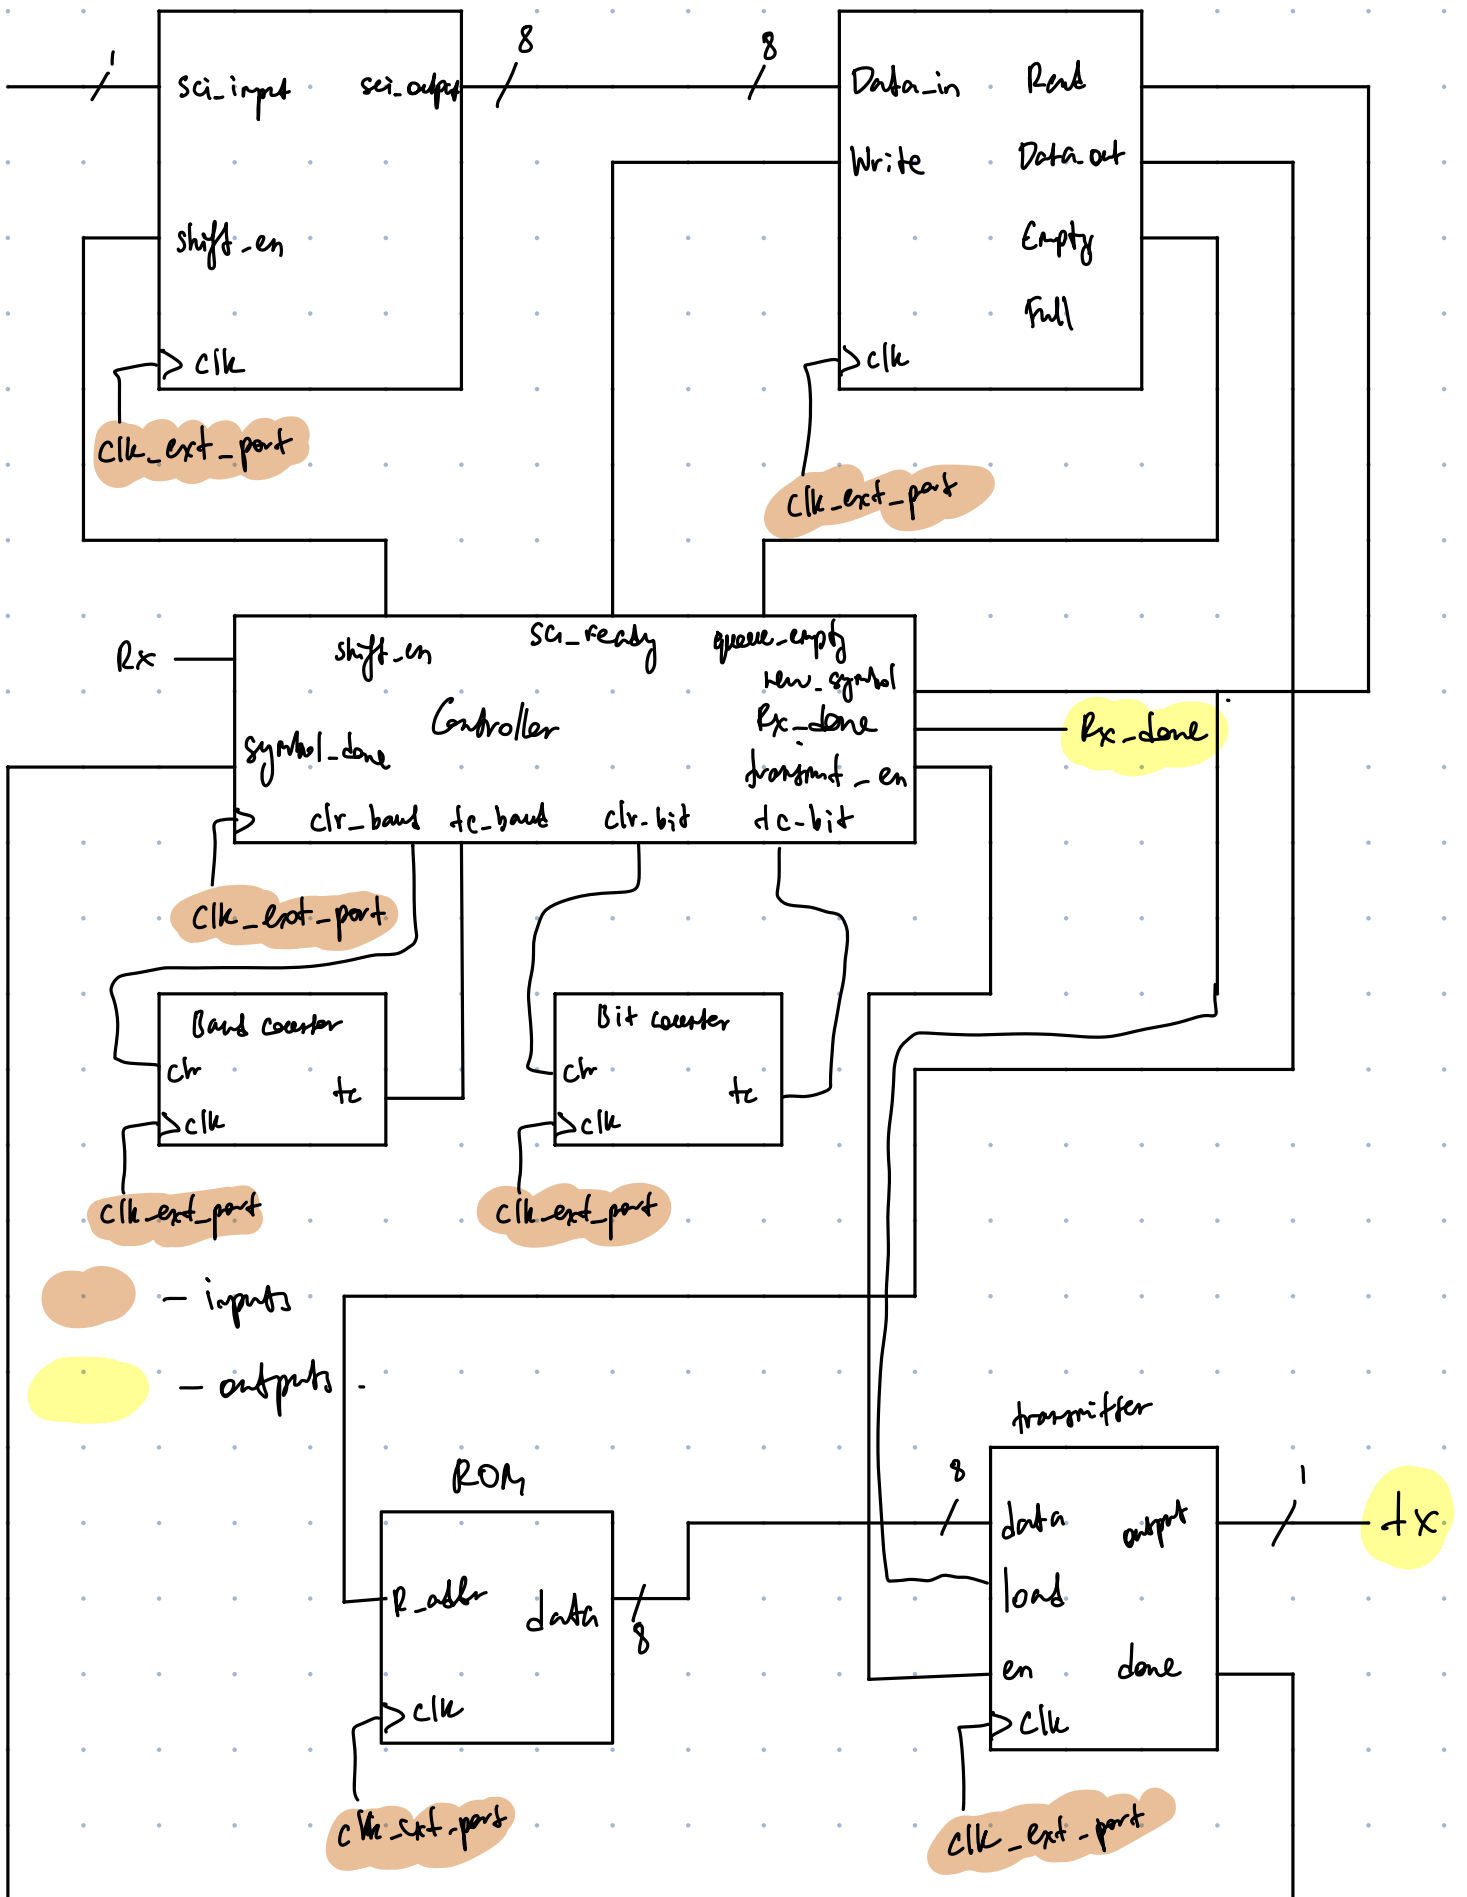 1
8
8
sci_input
sci_output
shift_en
clk
clk_ext_port
Data_in
Read
Write
Data_out
Empty
Full
clk
clk_ext_port
Rx
shift_en
sci_ready
queue_empty
new_symbol
Controller
Rx_done
Rx_done
symbol_done
transmit_en
clr_baud
tc_baud
clr_bit
tc_bit
clk_ext_port
Baud counter
clr
tc
clk
clk_ext_port
Bit counter
clr
tc
clk
clk_ext_port
- inputs
- outputs
ROM
R_addr
data
8
clk
clk_ext_port
transmitter
8
data
output
1
tx
load
en
done
clk
clk_ext_port